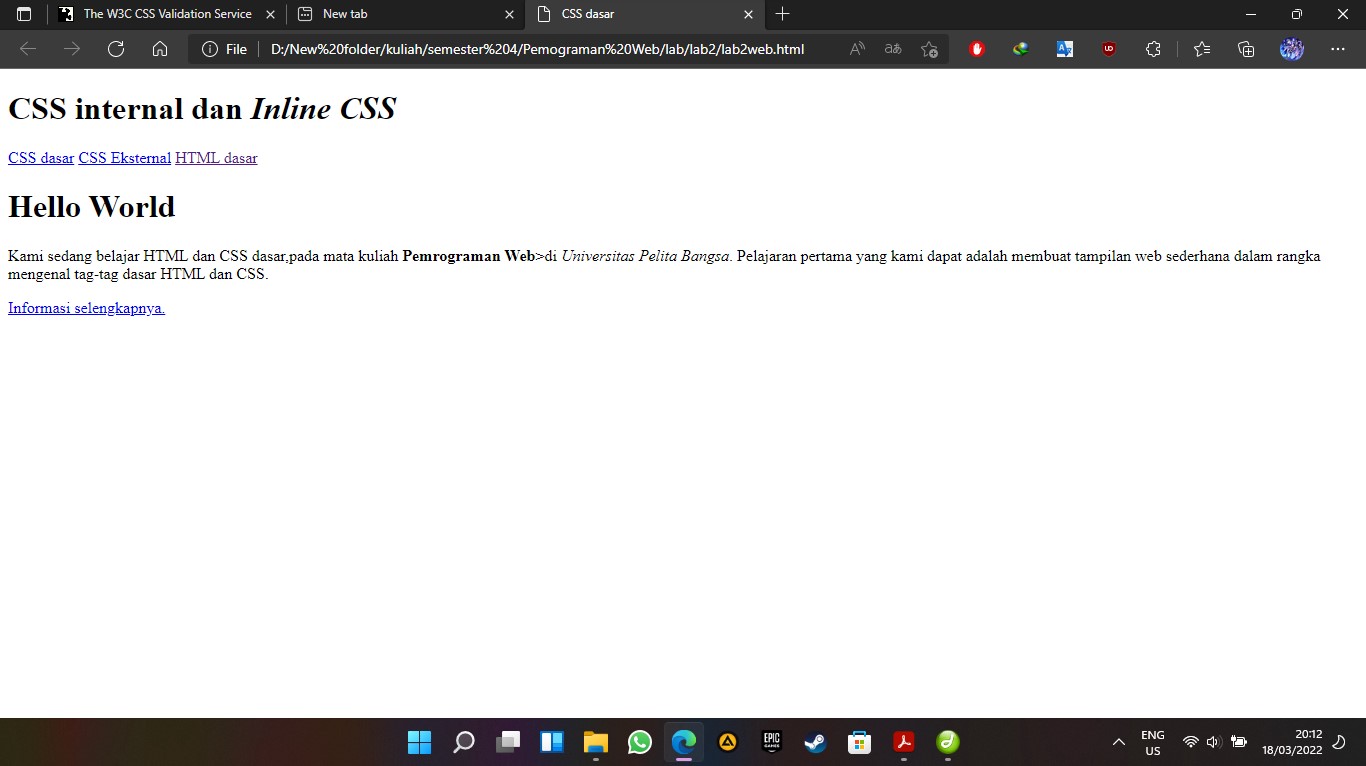 The W3C CSS Validation Service
New tab
CSS dasar
File
D:/New%20folder/kuliah/semester%204/Pemograman%20Web/lab/lab2/lab2web.html
CSS internal dan Inline CSS
CSS dasar CSS Eksternal HTML dasar
Hello World
Kami sedang belajar HTML dan CSS dasar,pada mata kuliah Pemrograman Web>di Universitas Pelita Bangsa. Pelajaran pertama yang kami dapat adalah membuat tampilan web sederhana dalam rangka
mengenal tag-tag dasar HTML dan CSS.
Informasi selengkapnya.
EPIC
GAMES
ENG
US
20:12
18/03/2022